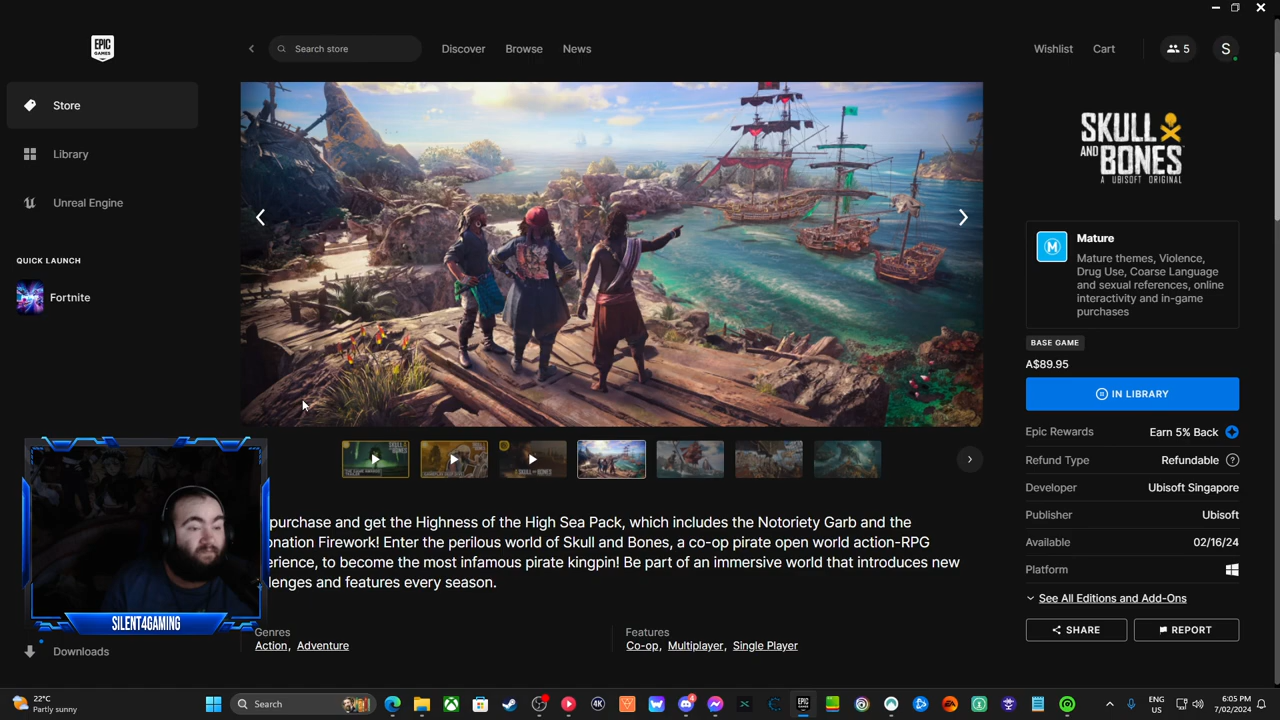 EPIC
GAMES
Search store
Discover
Browse
News
Wishlist
Cart
5
S
Store
Library
Unreal Engine
QUICK LAUNCH
Fortnite
SKULL
AND BONES
A UBISOFT ORIGINAL
M
Mature
Mature themes, Violence,
Drug Use, Coarse Language
and sexual references, online
interactivity and in-game
purchases
BASE GAME
A$89.95
IN LIBRARY
Epic Rewards
Earn 5% Back
Refund Type
Refundable
Developer
Ubisoft Singapore
Publisher
Ubisoft
Available
02/16/24
Platform
See All Editions and Add-Ons
SHARE
REPORT
purchase and get the Highness of the High Sea Pack, which includes the Notoriety Garb and the
onation Firework! Enter the perilous world of Skull and Bones, a co-op pirate open world action-RPG
erience, to become the most infamous pirate kingpin! Be part of an immersive world that introduces new
lenges and features every season.
Genres
Action, Adventure
Features
Co-op, Multiplayer, Single Player
SILENT4GAMING
Downloads
22°C
Partly sunny
Search
4K
4
ENG
US
6:05 PM
7/02/2024